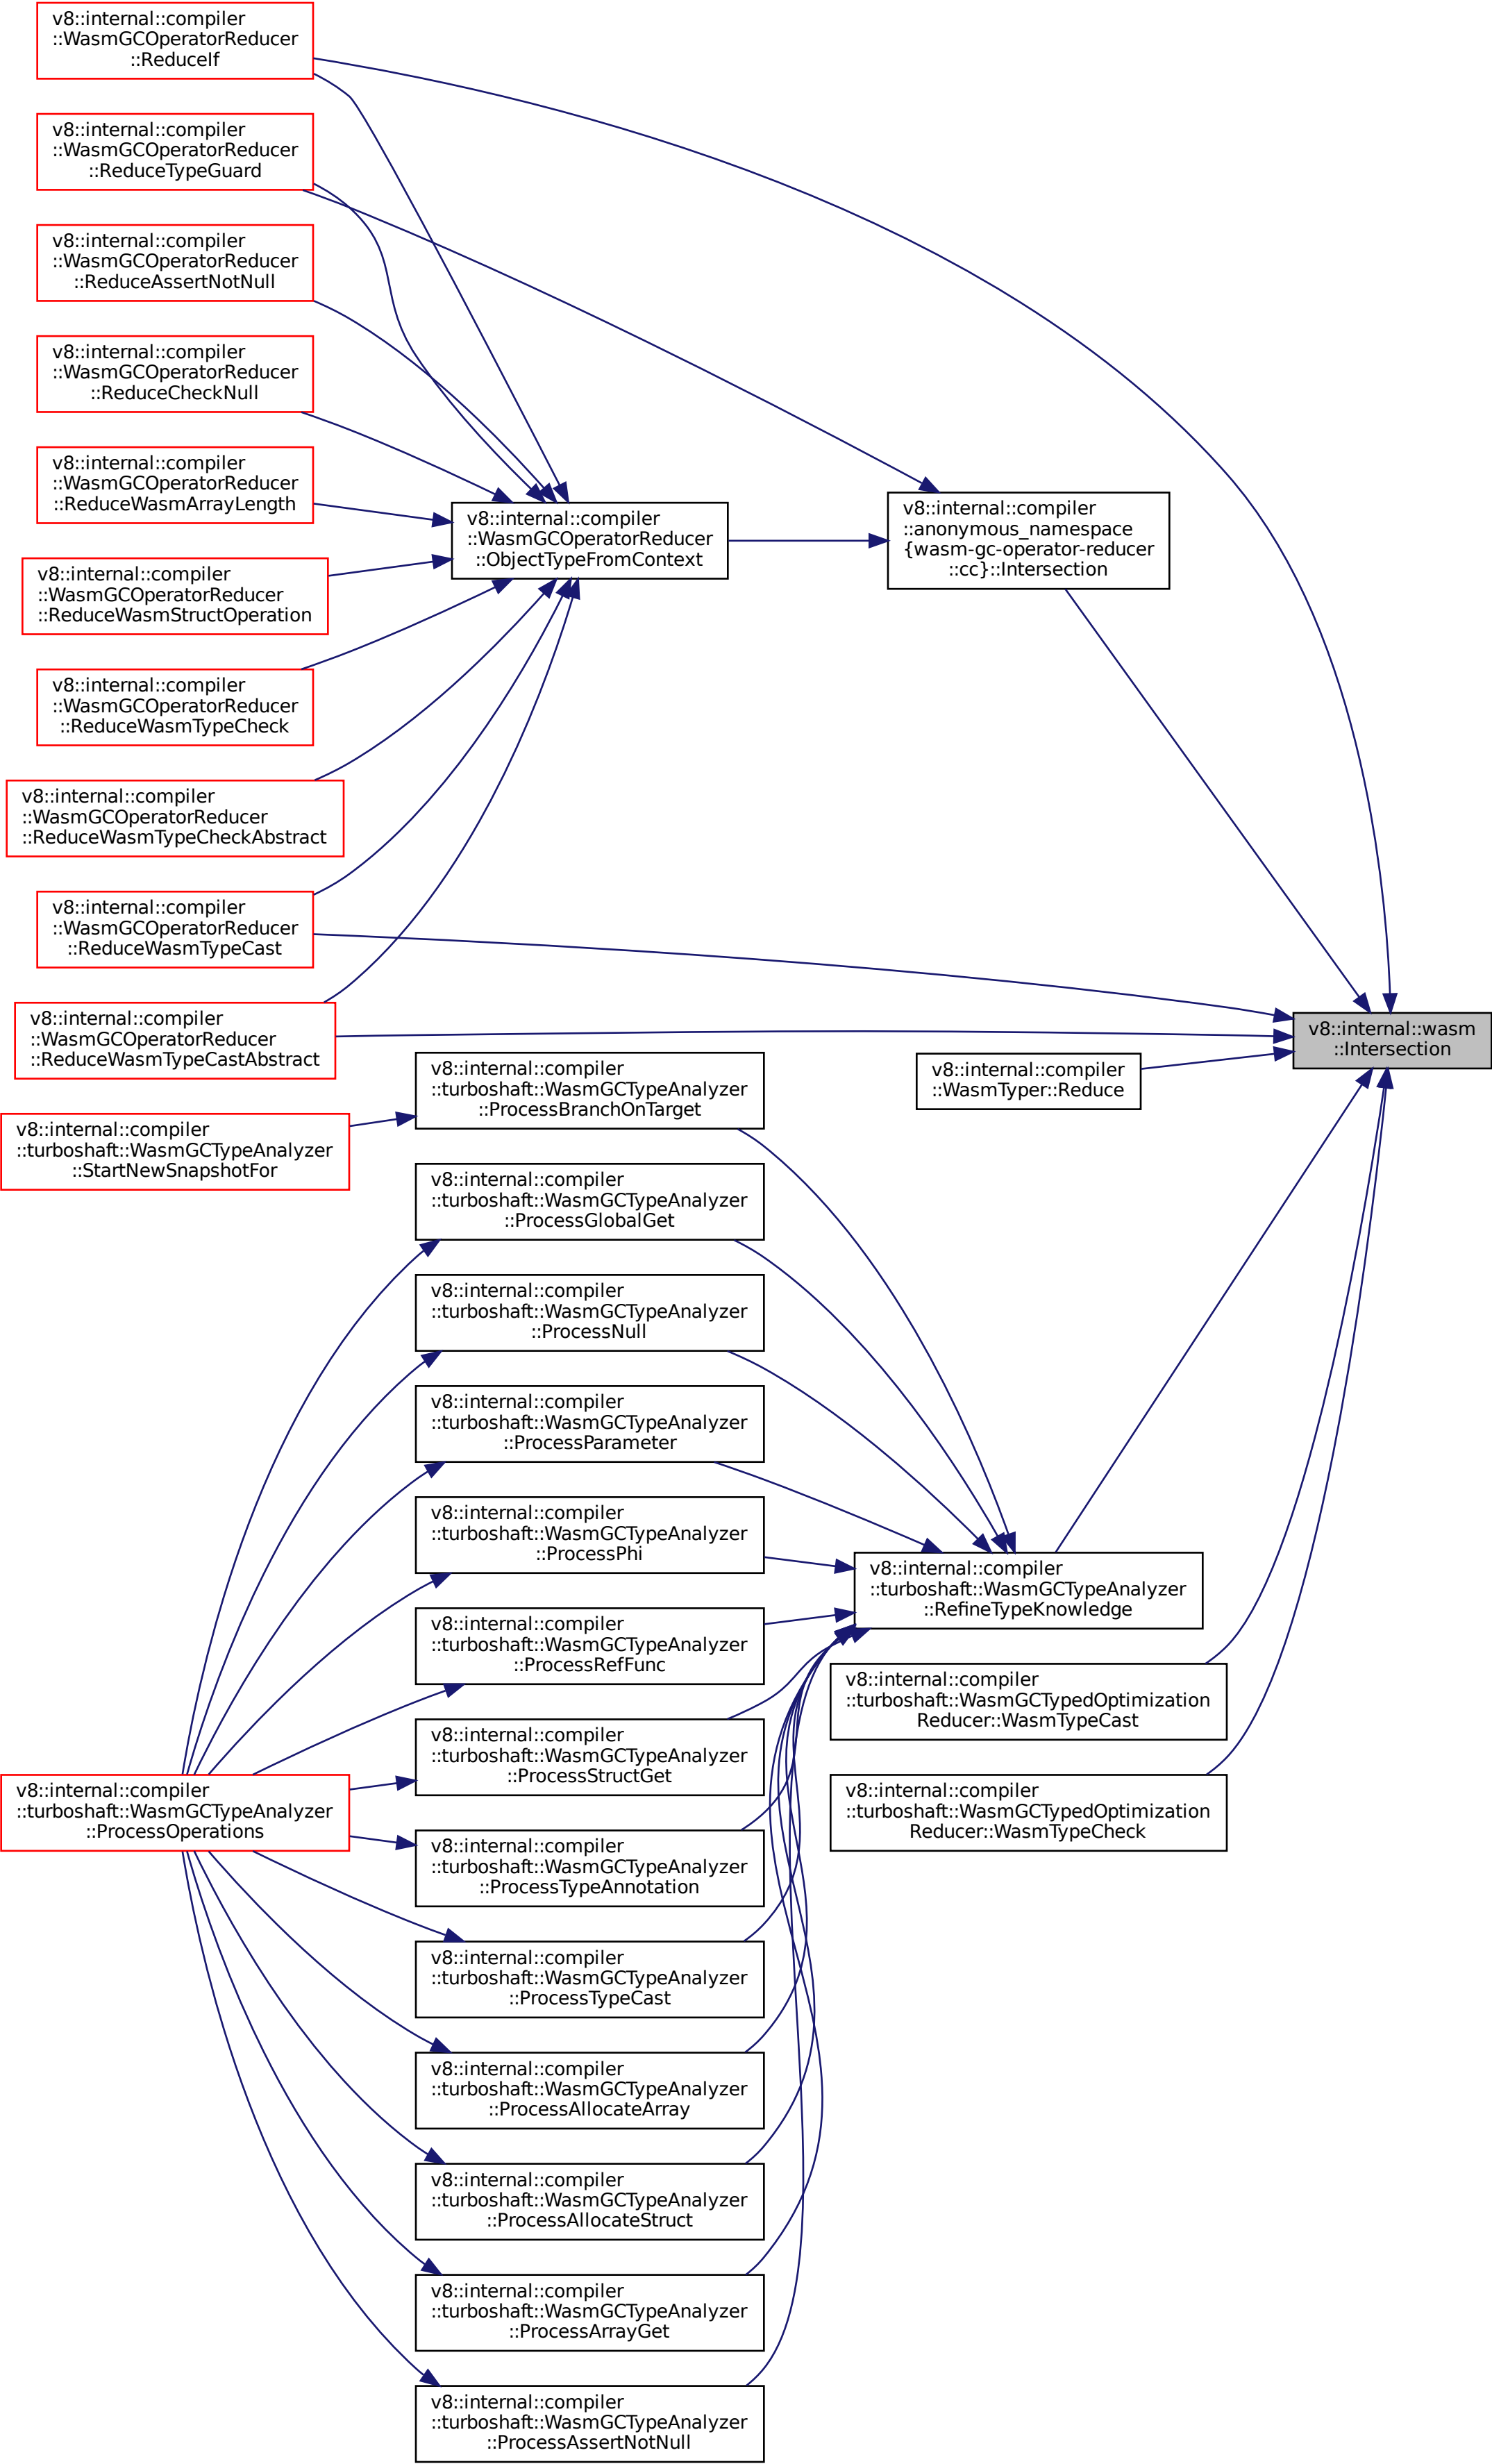 v8::internal::compiler
::WasmGCOperatorReducer
::ReduceIf
v8::internal::compiler
::WasmGCOperatorReducer
::ReduceTypeGuard
v8::internal::compiler
::WasmGCOperatorReducer
::ReduceAssertNotNull
v8::internal::compiler
::WasmGCOperatorReducer
::ReduceCheckNull
v8::internal::compiler
::WasmGCOperatorReducer
::ReduceWasmArrayLength
v8::internal::compiler
::WasmGCOperatorReducer
::ReduceWasmStructOperation
v8::internal::compiler
::WasmGCOperatorReducer
::ReduceWasmTypeCheck
v8::internal::compiler
::WasmGCOperatorReducer
::ReduceWasmTypeCheckAbstract
v8::internal::compiler
::WasmGCOperatorReducer
::ReduceWasmTypeCast
v8::internal::compiler
::WasmGCOperatorReducer
::ReduceWasmTypeCastAbstract
v8::internal::compiler
::turboshaft::WasmGCTypeAnalyzer
::StartNewSnapshotFor
v8::internal::compiler
::turboshaft::WasmGCTypeAnalyzer
::ProcessOperations
v8::internal::compiler
::WasmGCOperatorReducer
::ObjectTypeFromContext
v8::internal::compiler
::turboshaft::WasmGCTypeAnalyzer
::ProcessBranchOnTarget
v8::internal::compiler
::turboshaft::WasmGCTypeAnalyzer
::ProcessGlobalGet
v8::internal::compiler
::turboshaft::WasmGCTypeAnalyzer
::ProcessNull
v8::internal::compiler
::turboshaft::WasmGCTypeAnalyzer
::ProcessParameter
v8::internal::compiler
::turboshaft::WasmGCTypeAnalyzer
::ProcessPhi
v8::internal::compiler
::turboshaft::WasmGCTypeAnalyzer
::ProcessRefFunc
v8::internal::compiler
::turboshaft::WasmGCTypeAnalyzer
::ProcessStructGet
v8::internal::compiler
::turboshaft::WasmGCTypeAnalyzer
::ProcessTypeAnnotation
v8::internal::compiler
::turboshaft::WasmGCTypeAnalyzer
::ProcessTypeCast
v8::internal::compiler
::turboshaft::WasmGCTypeAnalyzer
::ProcessAllocateArray
v8::internal::compiler
::turboshaft::WasmGCTypeAnalyzer
::ProcessAllocateStruct
v8::internal::compiler
::turboshaft::WasmGCTypeAnalyzer
::ProcessArrayGet
v8::internal::compiler
::turboshaft::WasmGCTypeAnalyzer
::ProcessAssertNotNull
v8::internal::compiler
::anonymous_namespace
{wasm-gc-operator-reducer
::cc}::Intersection
v8::internal::compiler
::WasmTyper::Reduce
v8::internal::compiler
::turboshaft::WasmGCTypeAnalyzer
::RefineTypeKnowledge
v8::internal::compiler
::turboshaft::WasmGCTypedOptimization
Reducer::WasmTypeCast
v8::internal::compiler
::turboshaft::WasmGCTypedOptimization
Reducer::WasmTypeCheck
v8::internal::wasm
::Intersection